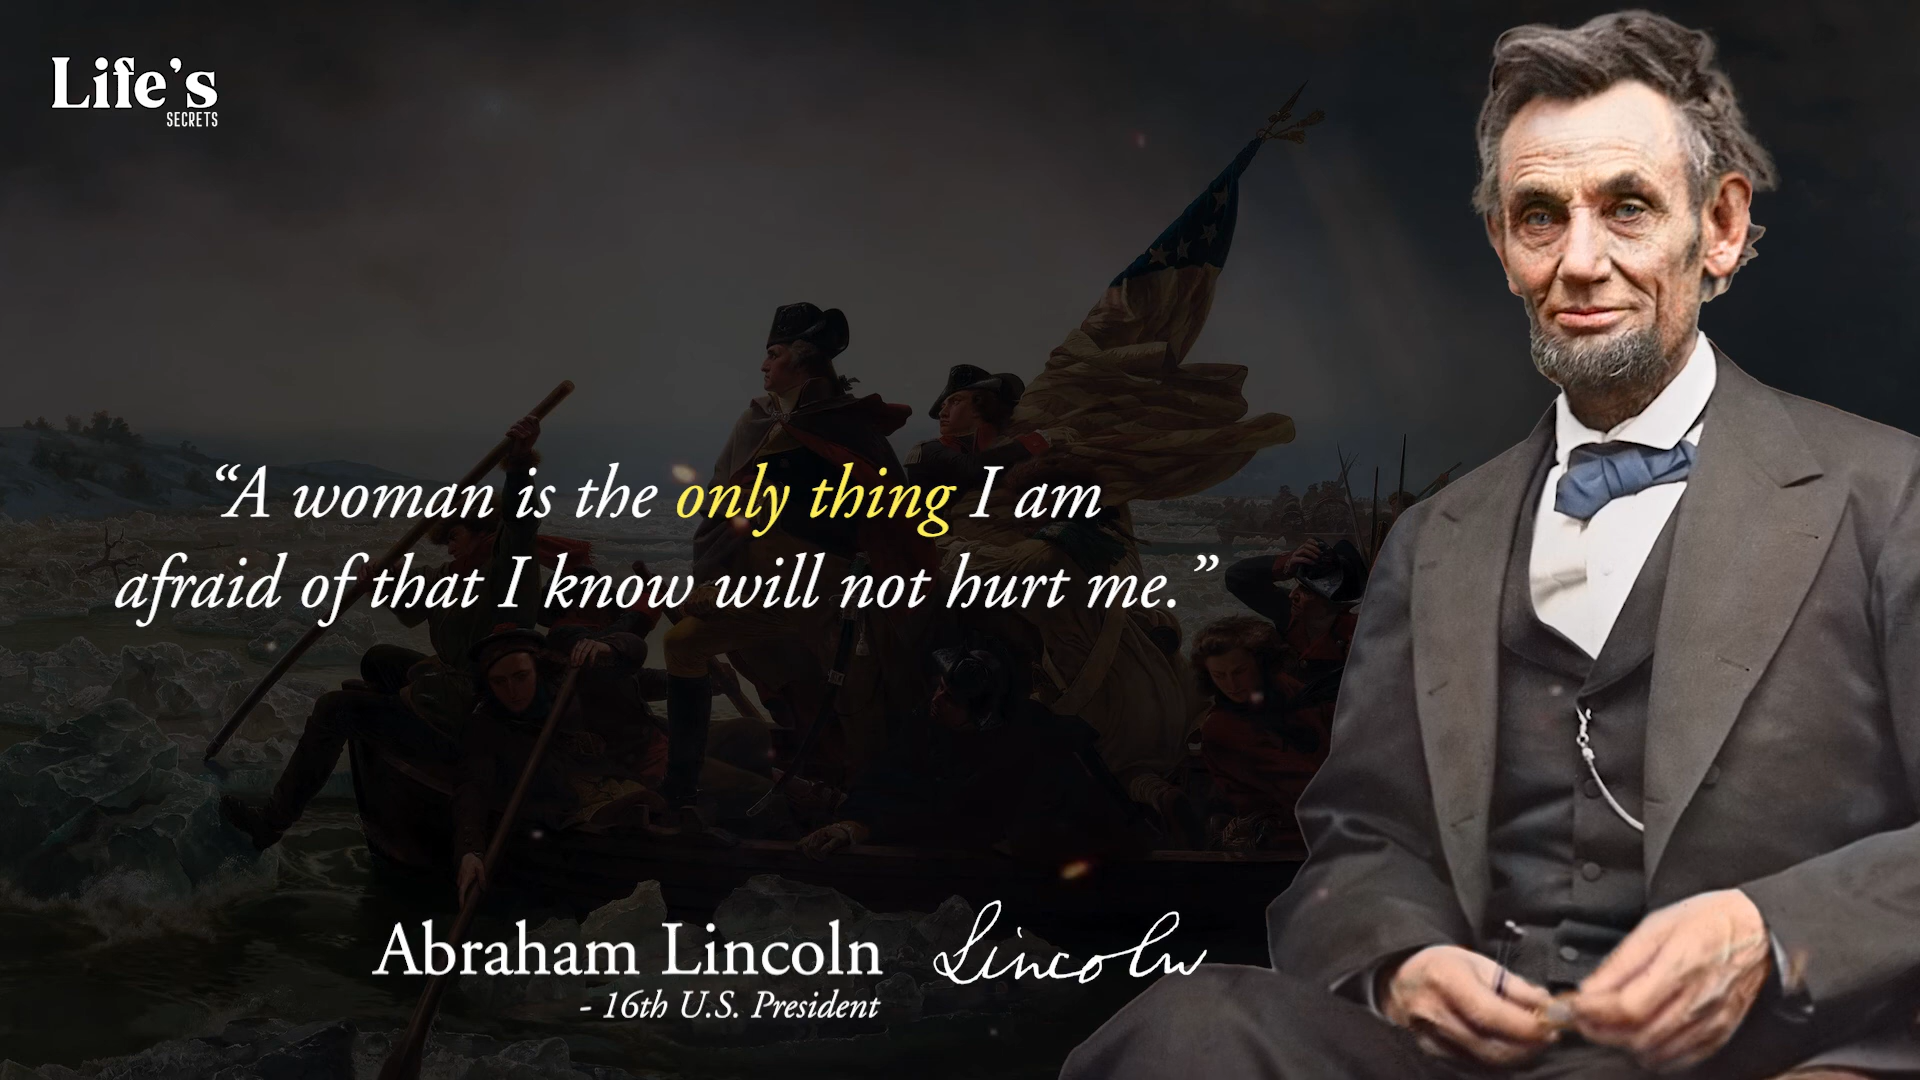 Life's
SECRETS
“A woman is the only thing I am
afraid of that I know will not hurt me.”
Abraham Lincoln
Lincoln
- 16th U.S. President